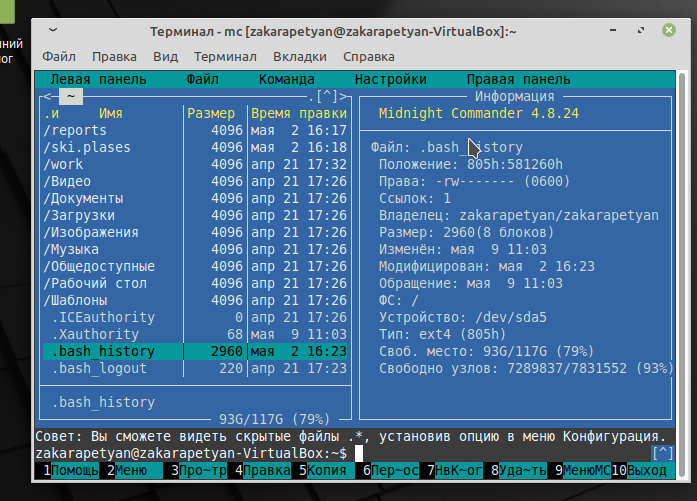 ний
ог
Терминал - mc [zakarapetyan@zakarapetyan-VirtualBox]:~
Файл Правка Вид Терминал Вкладки Справка
Левая панель Файл Команда Настройки Правая панель
<─ ~ .[^]> Информация
.и Имя Размер Время правки Midnight Commander 4.8.24
/reports 4096 мая 2 16:17
/ski.plases 4096 мая 2 16:18 Файл: .bash_history
/work 4096 апр 21 17:32 Положение: 805h:581260h
/Видео 4096 апр 21 17:26 Права: -rw------- (0600)
/Документы 4096 апр 21 17:26 Ссылок: 1
/Загрузки 4096 апр 21 17:26 Владелец: zakarapetyan/zakarapetyan
/Изображения 4096 апр 21 17:26 Размер: 2960(8 блоков)
/Музыка 4096 апр 21 17:26 Изменён: мая 9 11:03
/Общедоступные 4096 апр 21 17:26 Модифицирован: мая 2 16:23
/Рабочий стол 4096 апр 21 17:26 Обращение: мая 9 11:03
/Шаблоны 4096 апр 21 17:26 ФС: /
.ICEauthority 0 апр 21 17:26 Устройство: /dev/sda5
.Xauthority 68 мая 9 11:03 Тип: ext4 (805h)
.bash_history 2960 мая 2 16:23 Своб. место: 93G/117G (79%)
.bash_logout 220 апр 21 17:23 Свободно узлов: 7289837/7831552 (93%)
.bash_history
93G/117G (79%)
Совет: Вы сможете видеть скрытые файлы .*, установив опцию в меню Конфигурация.
zakarapetyan@zakarapetyan-VirtualBox:~$ [^]
1Помощь 2Меню 3Про~тр 4Правка 5Копия 6Пер~ос 7НвК~ог 8Уда~ть 9МенюМС 10Выход